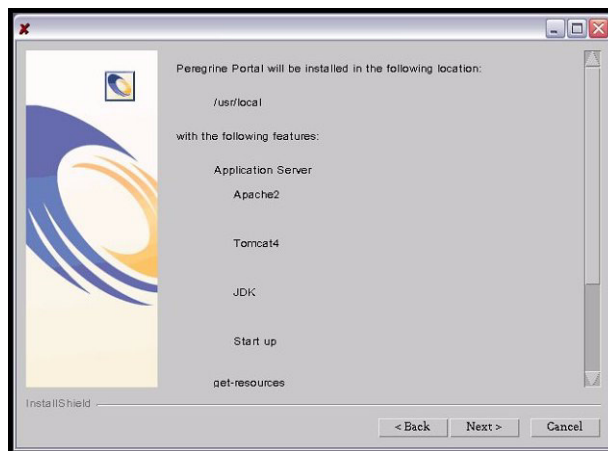 Peregrine Portal will be installed in the following location:
/usr/local
with the following features:
Application Server
Apache2
Tomcat4
JDK
Start up
get-resources
InstallShield
< Back
Next >
Cancel